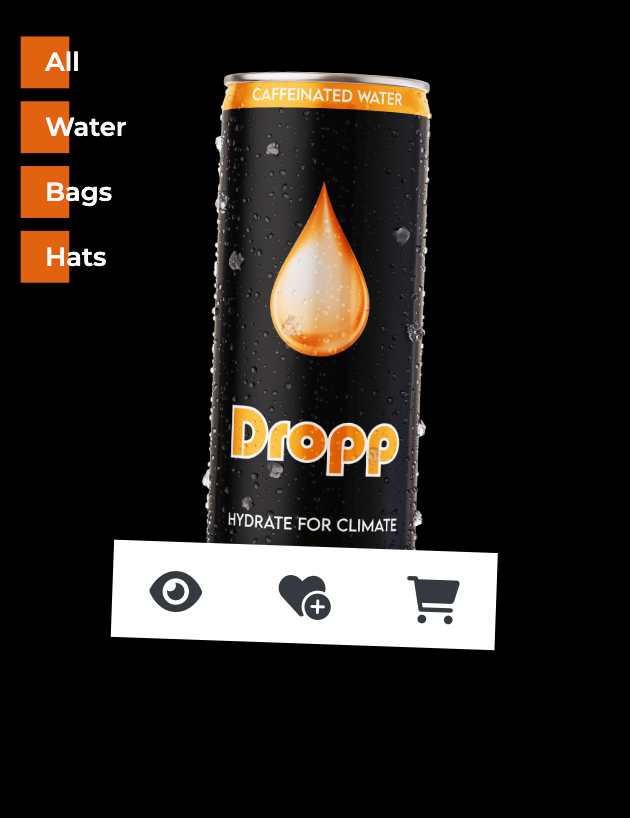 All
Water
Bags
Hats
CAFFEINATED WATER
Dropp
HYDRATE FOR CLIMATE